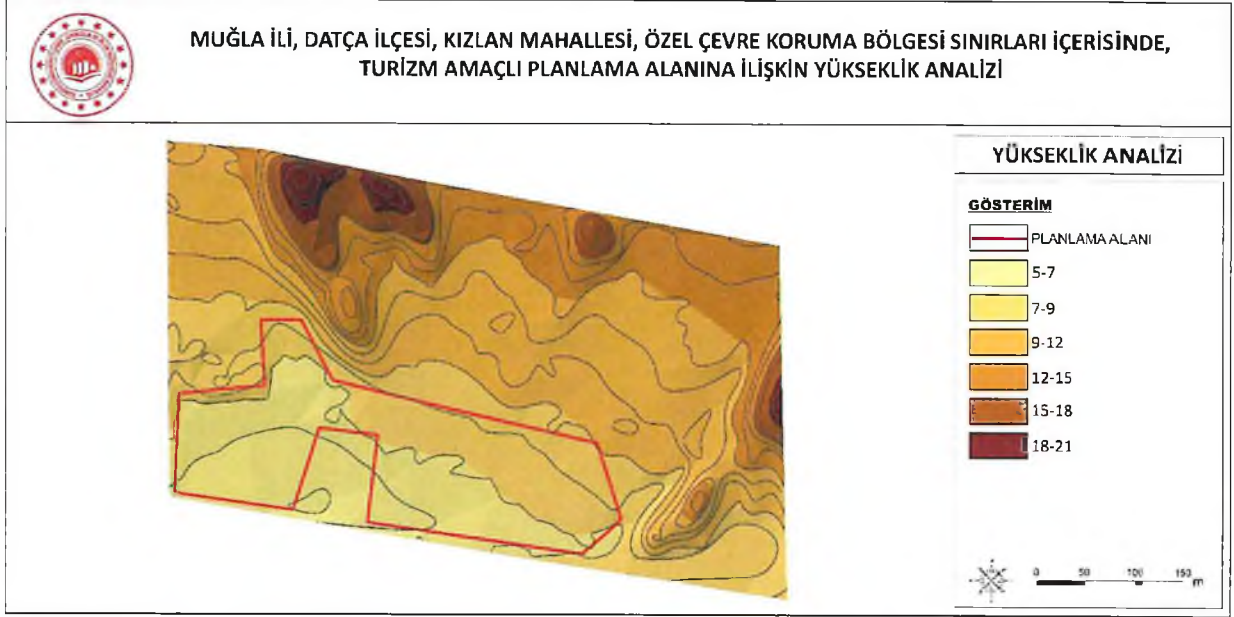 MUĞLA İLİ, DATÇA İLÇESİ, KIZLAN MAHALLESİ, ÖZEL ÇEVRE KORUMA BÖLGESİ SINIRLARI İÇERİSİNDE,
TURİZM AMAÇLI PLANLAMA ALANINA İLİŞKİN YÜKSEKLİK ANALİZİ
YÜKSEKLİK ANALİZİ
GÖSTERİM
PLANLAMA ALANI
5-7
7-9
9-12
12-15
15-18
18-21
0 50 100 150 m